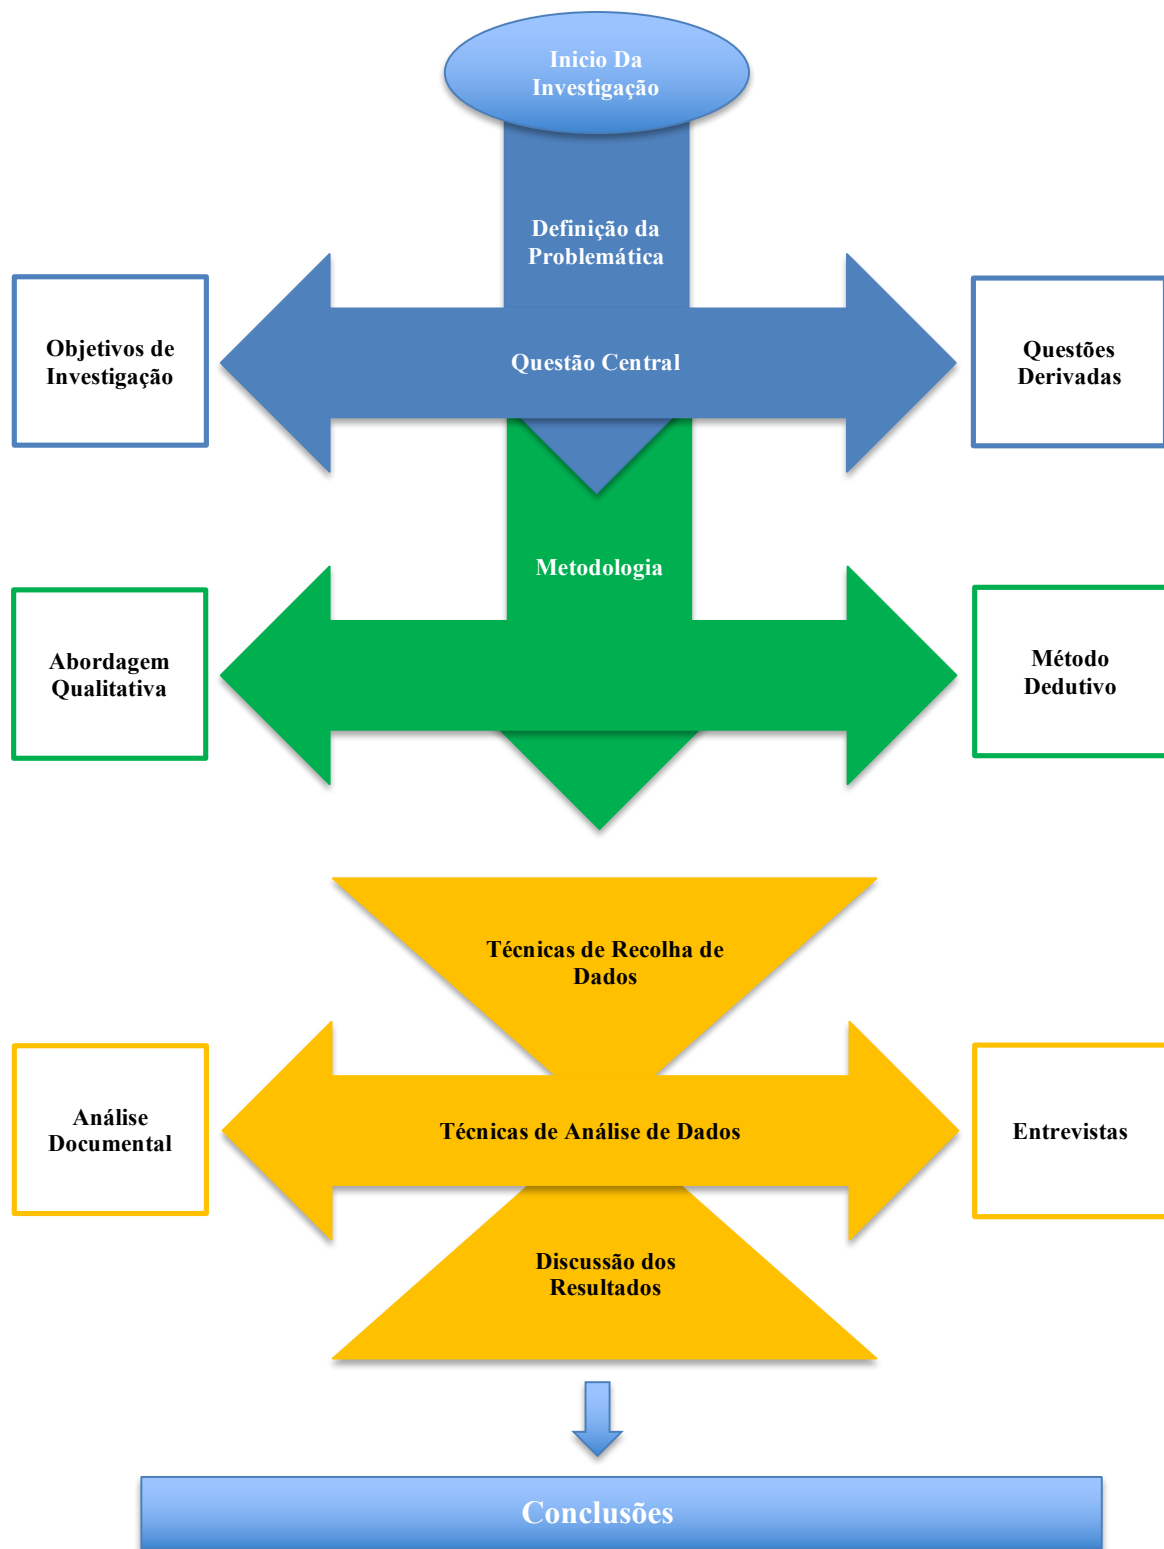 Inicio Da
Investigação
Definição da
Problemática
Objetivos de
Investigação
Questão Central
Questões
Derivadas
Metodologia
Abordagem
Qualitativa
Método
Dedutivo
Técnicas de Recolha de
Dados
Análise
Documental
Técnicas de Análise de Dados
Entrevistas
Discussão dos
Resultados
Conclusões